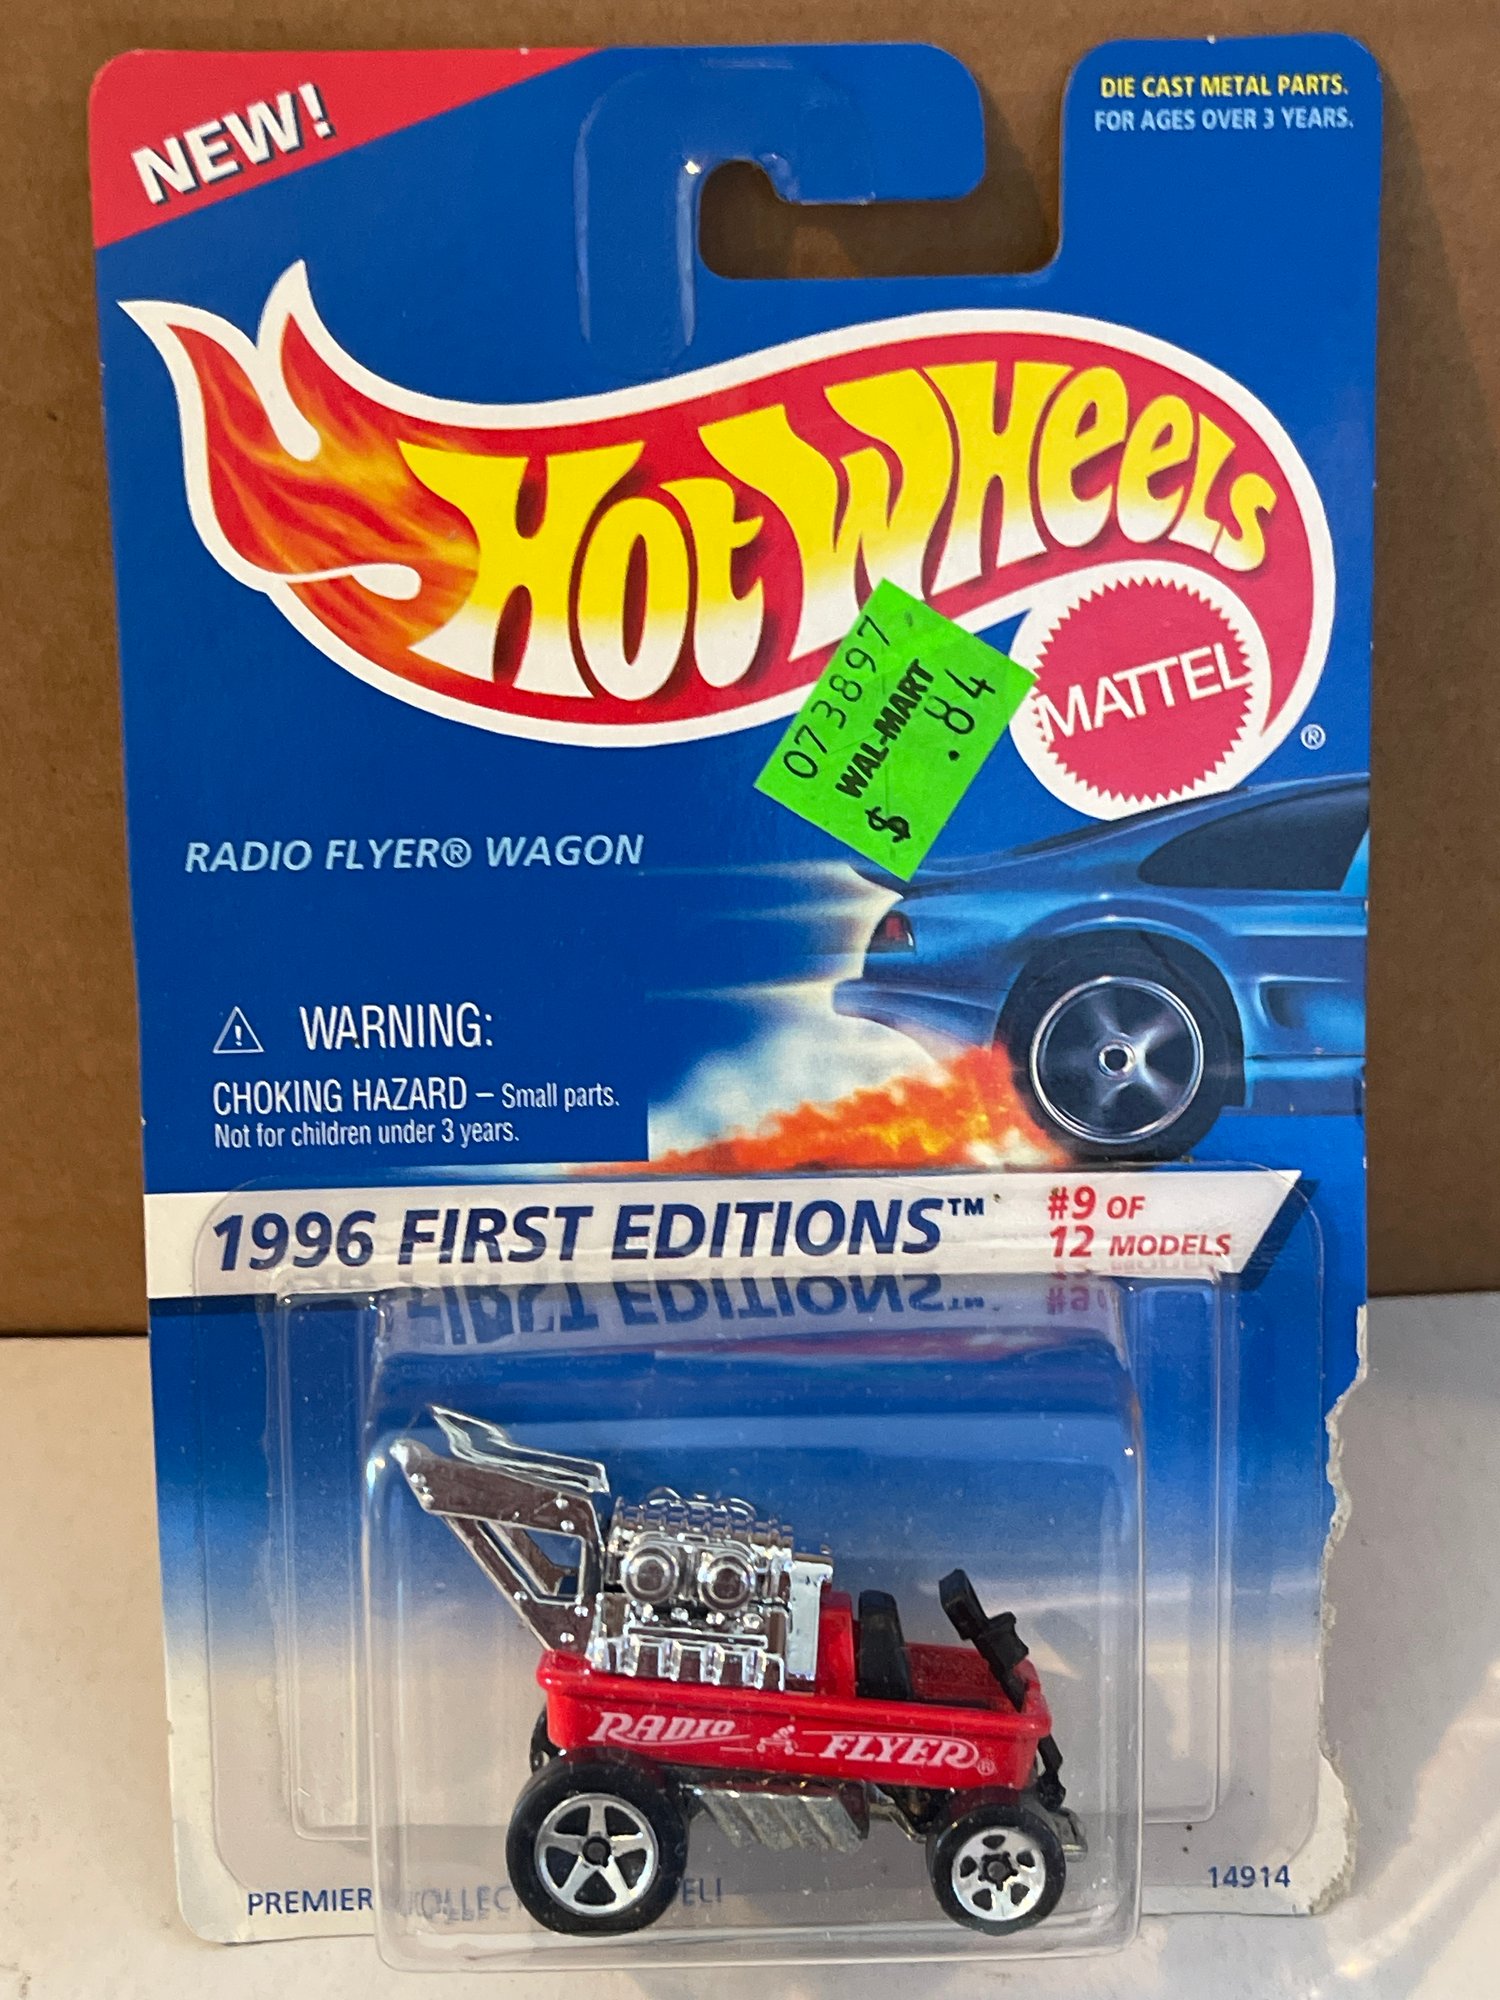 NEW!
DIE CAST METAL PARTS.
FOR AGES OVER 3 YEARS.
HOT WHEELS
MATTEL
®
073897
WAL-MART
$ .84
RADIO FLYER® WAGON
WARNING:
CHOKING HAZARD – Small parts.
Not for children under 3 years.
1996 FIRST EDITIONS™
#9 OF
12 MODELS
RADIO FLYER®
PREMIER
14914